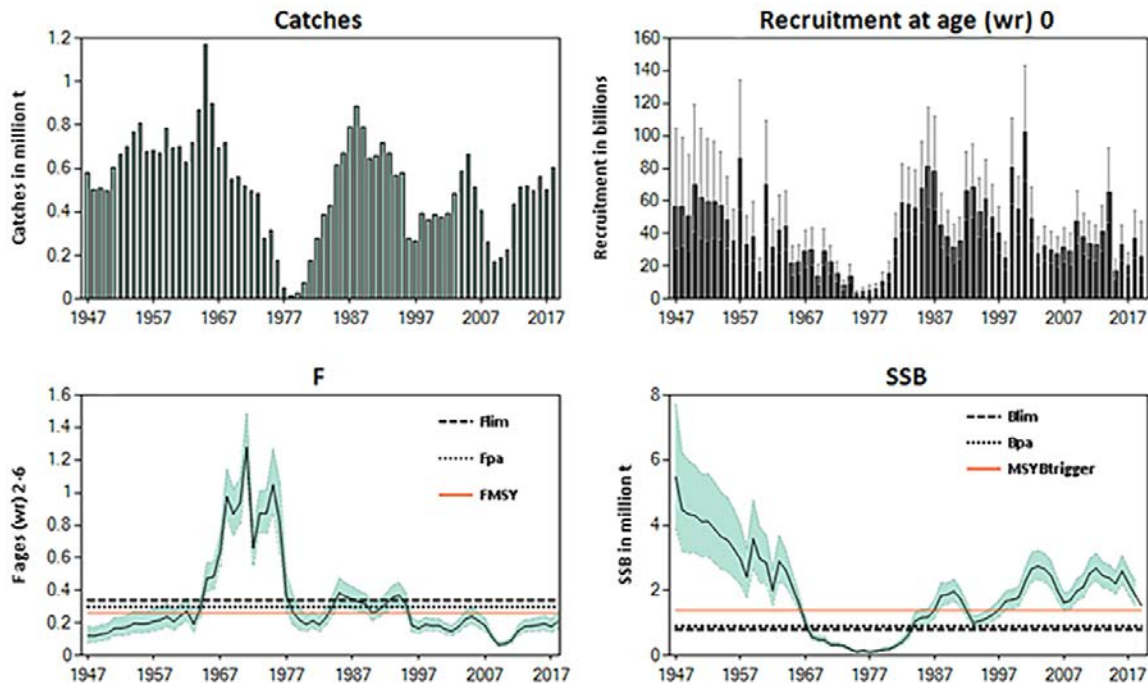 Catches
Catches in million t
1.2
1
0.8
0.6
0.4
0.2
0
1947 1957 1967 1977 1987 1997 2007 2017
Recruitment at age (wr) 0
Recruitment in billions
160
140
120
100
80
60
40
20
0
1947 1957 1967 1977 1987 1997 2007 2017
F
F ages (wr) 2-6
1.6
1.4
1.2
1
0.8
0.6
0.4
0.2
0
Flim
Fpa
FMSY
1947 1957 1967 1977 1987 1997 2007 2017
SSB
SSB in million t
8
6
4
2
0
Blim
Bpa
MSYBtrigger
1947 1957 1967 1977 1987 1997 2007 2017